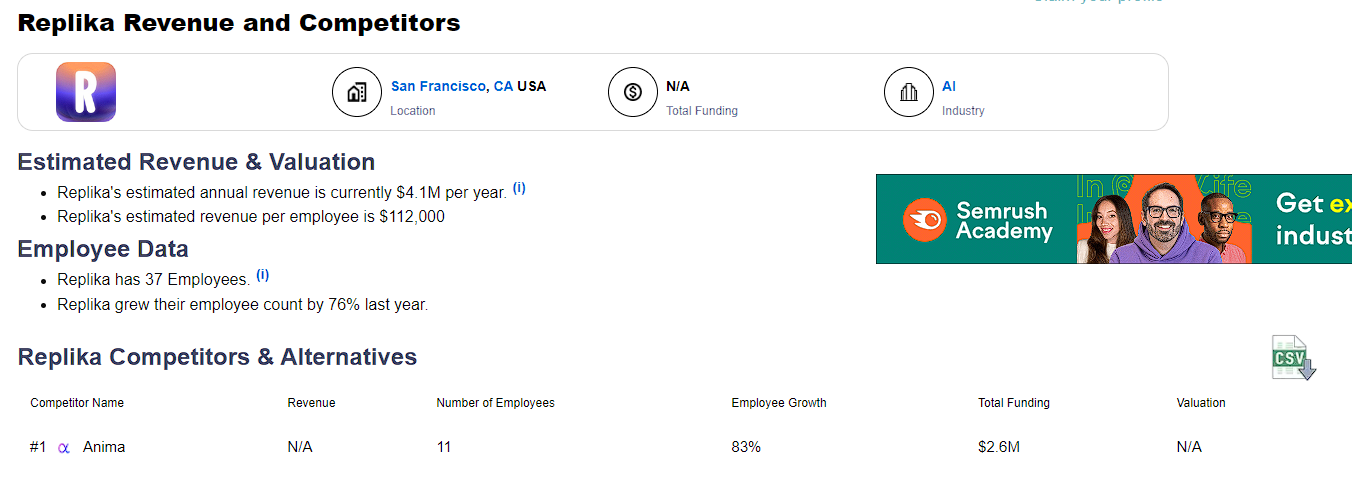 Replika Revenue and Competitors
R
San Francisco, CA USA
Location
N/A
Total Funding
AI
Industry
Estimated Revenue & Valuation
Replika's estimated annual revenue is currently $4.1M per year. (i)
Replika's estimated revenue per employee is $112,000
Employee Data
Replika has 37 Employees. (i)
Replika grew their employee count by 76% last year.
Semrush
Academy
Get ex
indust
Replika Competitors & Alternatives
CSV
Competitor Name Revenue Number of Employees Employee Growth Total Funding Valuation
#1 α Anima N/A 11 83% $2.6M N/A